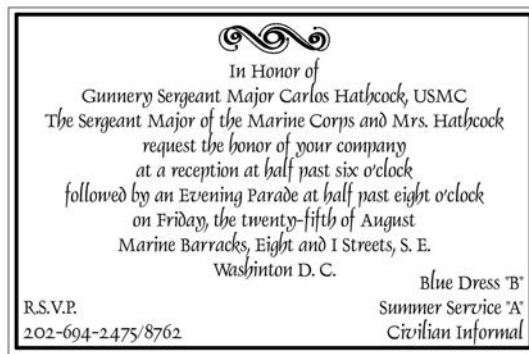 In Honor of
Gunnery Sergeant Major Carlos Hathcock, USMC
The Sergeant Major of the Marine Corps and Mrs. Hathcock
request the honor of your company
at a reception at half past six o'clock
followed by an Evening Parade at half past eight o'clock
on Friday, the twenty-fifth of August
Marine Barracks, Eight and I Streets, S. E.
Washinton D. C.
Blue Dress "B"
R.S.V.P. Summer Service "A"
202-694-2475/8762 Civilian Informal